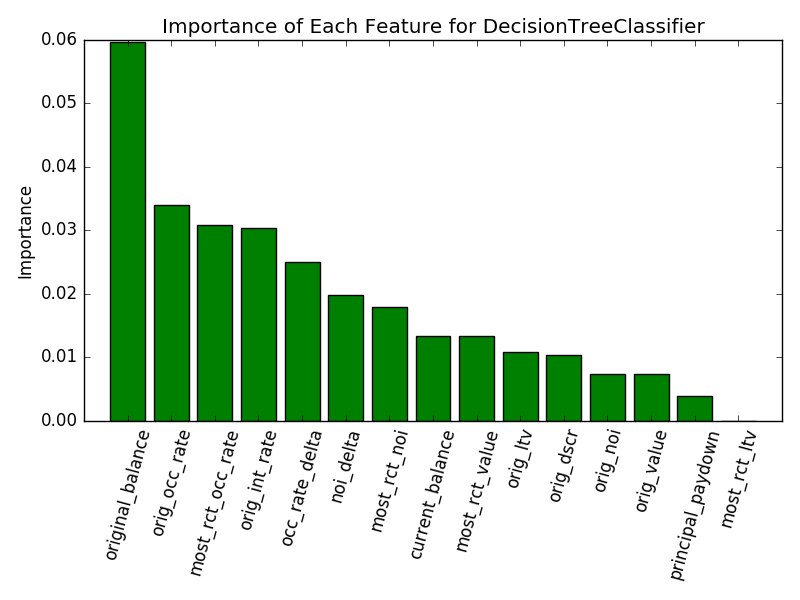 Importance of Each Feature for DecisionTreeClassifier
0.06
0.05
0.04
0.03
0.02
0.01
0.00
Importance
original_balance
orig_occ_rate
most_rct_occ_rate
orig_int_rate
occ_rate_delta
noi_delta
most_rct_noi
current_balance
most_rct_value
orig_ltv
orig_dscr
orig_noi
orig_value
principal_paydown
most_rct_ltv